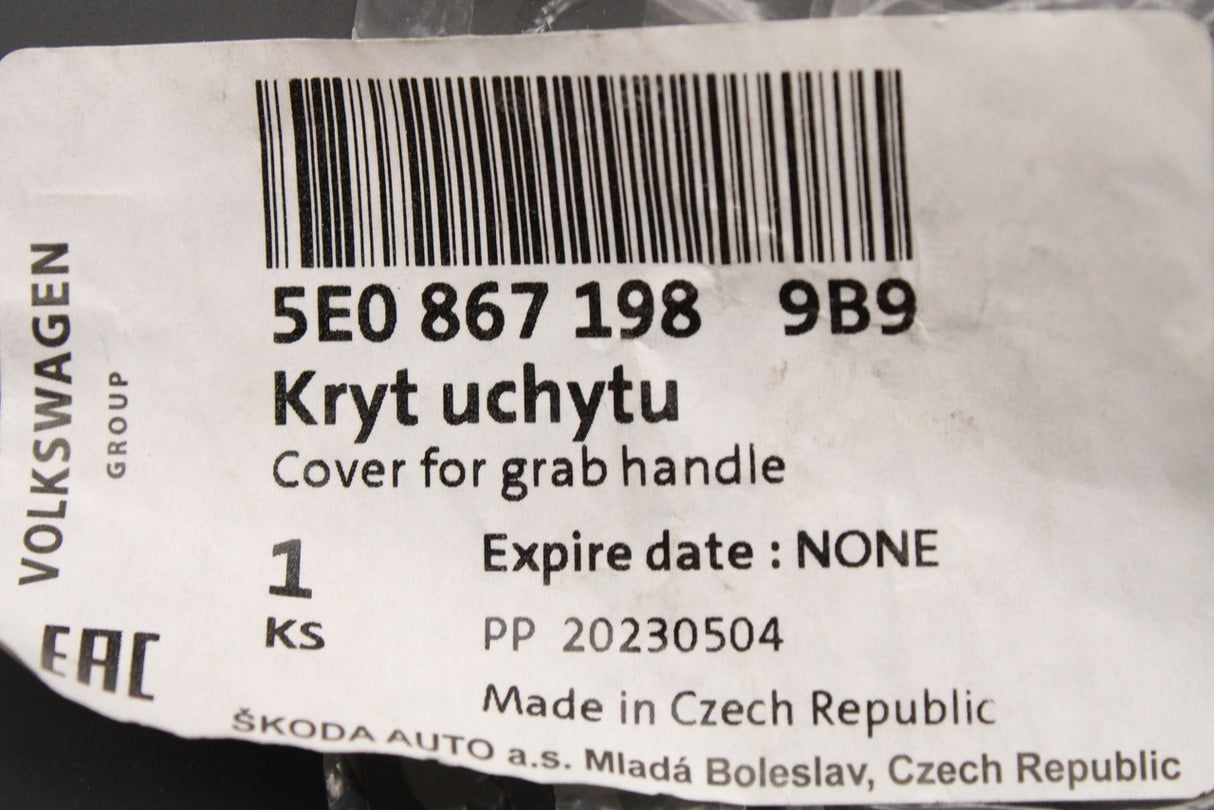 5E0 867 198 9B9
Kryt uchytu
Cover for grab handle
1
KS
Expire date : NONE
PP 20230504
Made in Czech Republic
ŠKODA AUTO a.s. Mladá Boleslav, Czech Republic
VOLKSWAGEN
GROUP
EAC